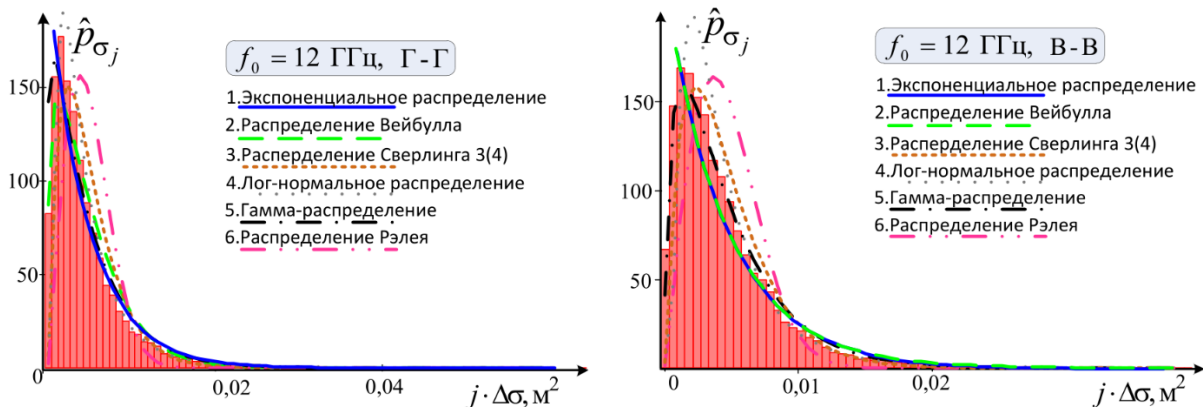 p̂σj
f₀ = 12 ГГц, Г-Г
1.Экспоненциальное распределение
2.Распределение Вейбулла
3.Расперделение Сверлинга 3(4)
4.Лог-нормальное распределение
5.Гамма-распределение
6.Распределение Рэлея
150
100
50
0
0,02
0,04
j·Δσ, м²
p̂σj
f₀ = 12 ГГц, В-В
1.Экспоненциальное распределение
2.Распределение Вейбулла
3.Расперделение Сверлинга 3(4)
4.Лог-нормальное распределение
5.Гамма-распределение
6.Распределение Рэлея
150
100
50
0
0,01
0,02
j·Δσ, м²